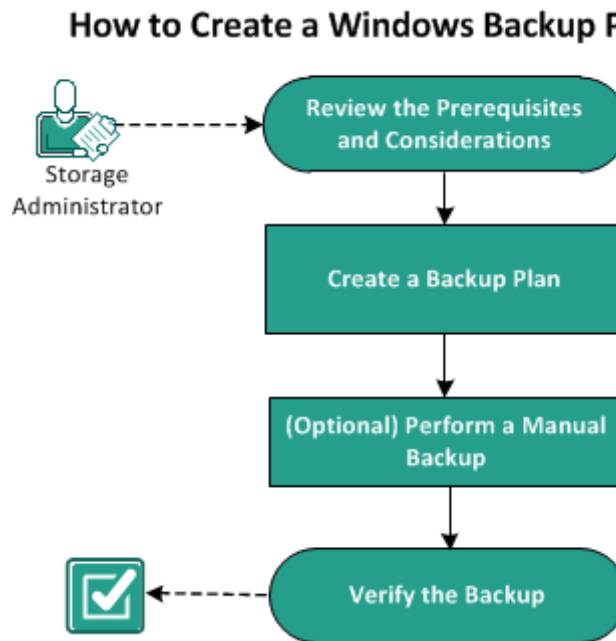 How to Create a Windows Backup
Review the Prerequisites
and Considerations
Storage
Administrator
Create a Backup Plan
(Optional) Perform a Manual
Backup
Verify the Backup